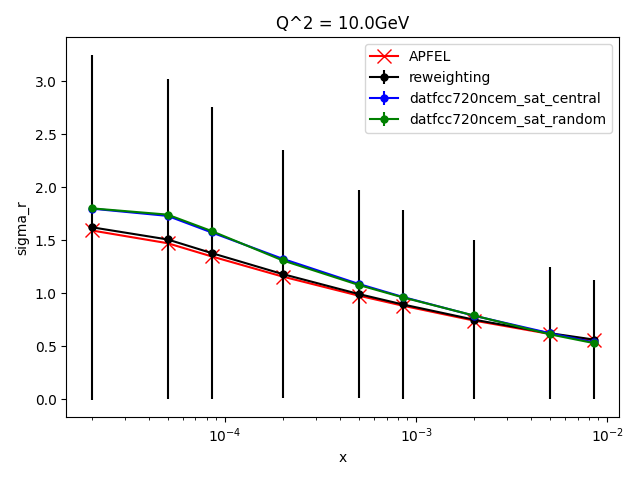 Q^2 = 10.0GeV
APFEL
reweighting
datfcc720ncem_sat_central
datfcc720ncem_sat_random
sigma_r
3.0
2.5
2.0
1.5
1.0
0.5
0.0
10⁻⁴
10⁻³
10⁻²
x